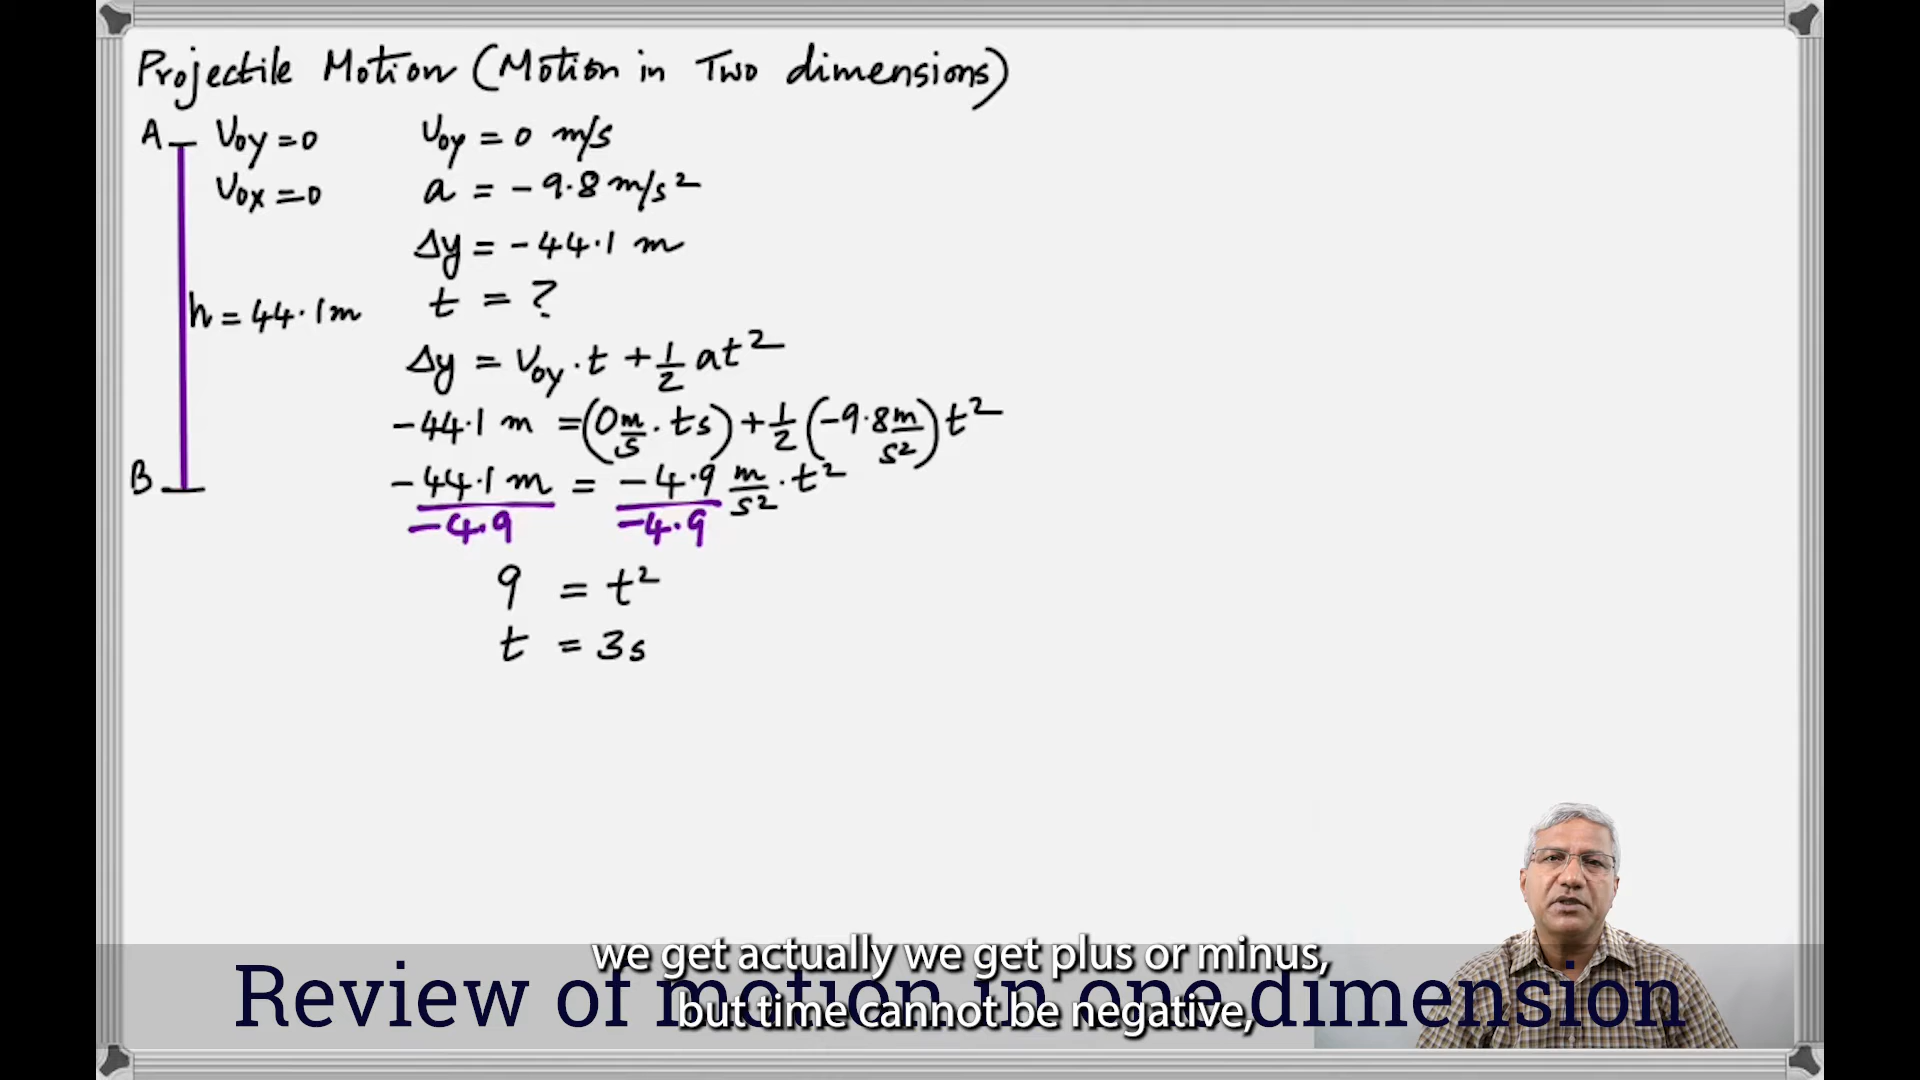 Projectile Motion (Motion in Two dimensions)
A Voy = 0
Vox = 0
h = 44.1m
B
Voy = 0 m/s
a = -9.8 m/s²
Δy = -44.1 m
t = ?
Δy = Voy · t + 1/2 at²
-44.1 m = (0 m/s · ts) + 1/2 (-9.8 m/s²) t²
-44.1 m / -4.9 = -4.9 / -4.9 m/s² · t²
9 = t²
t = 3s
we get actually we get plus or minus,
but time cannot be negative,
Review of motion in one dimension